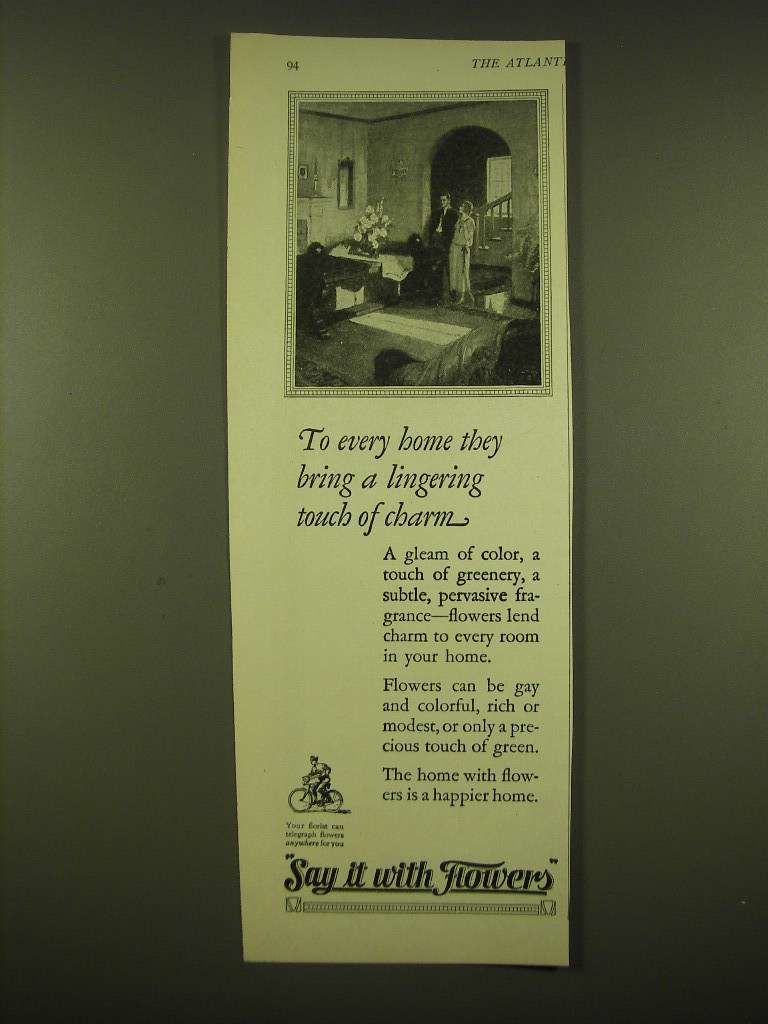 94
THE ATLANTI
To every home they
bring a lingering
touch of charm
A gleam of color, a
touch of greenery, a
subtle, pervasive fra-
grance—flowers lend
charm to every room
in your home.
Flowers can be gay
and colorful, rich or
modest, or only a pre-
cious touch of green.
The home with flow-
ers is a happier home.
Your florist can
telegraph flowers
anywhere for you
"Say it with Flowers"